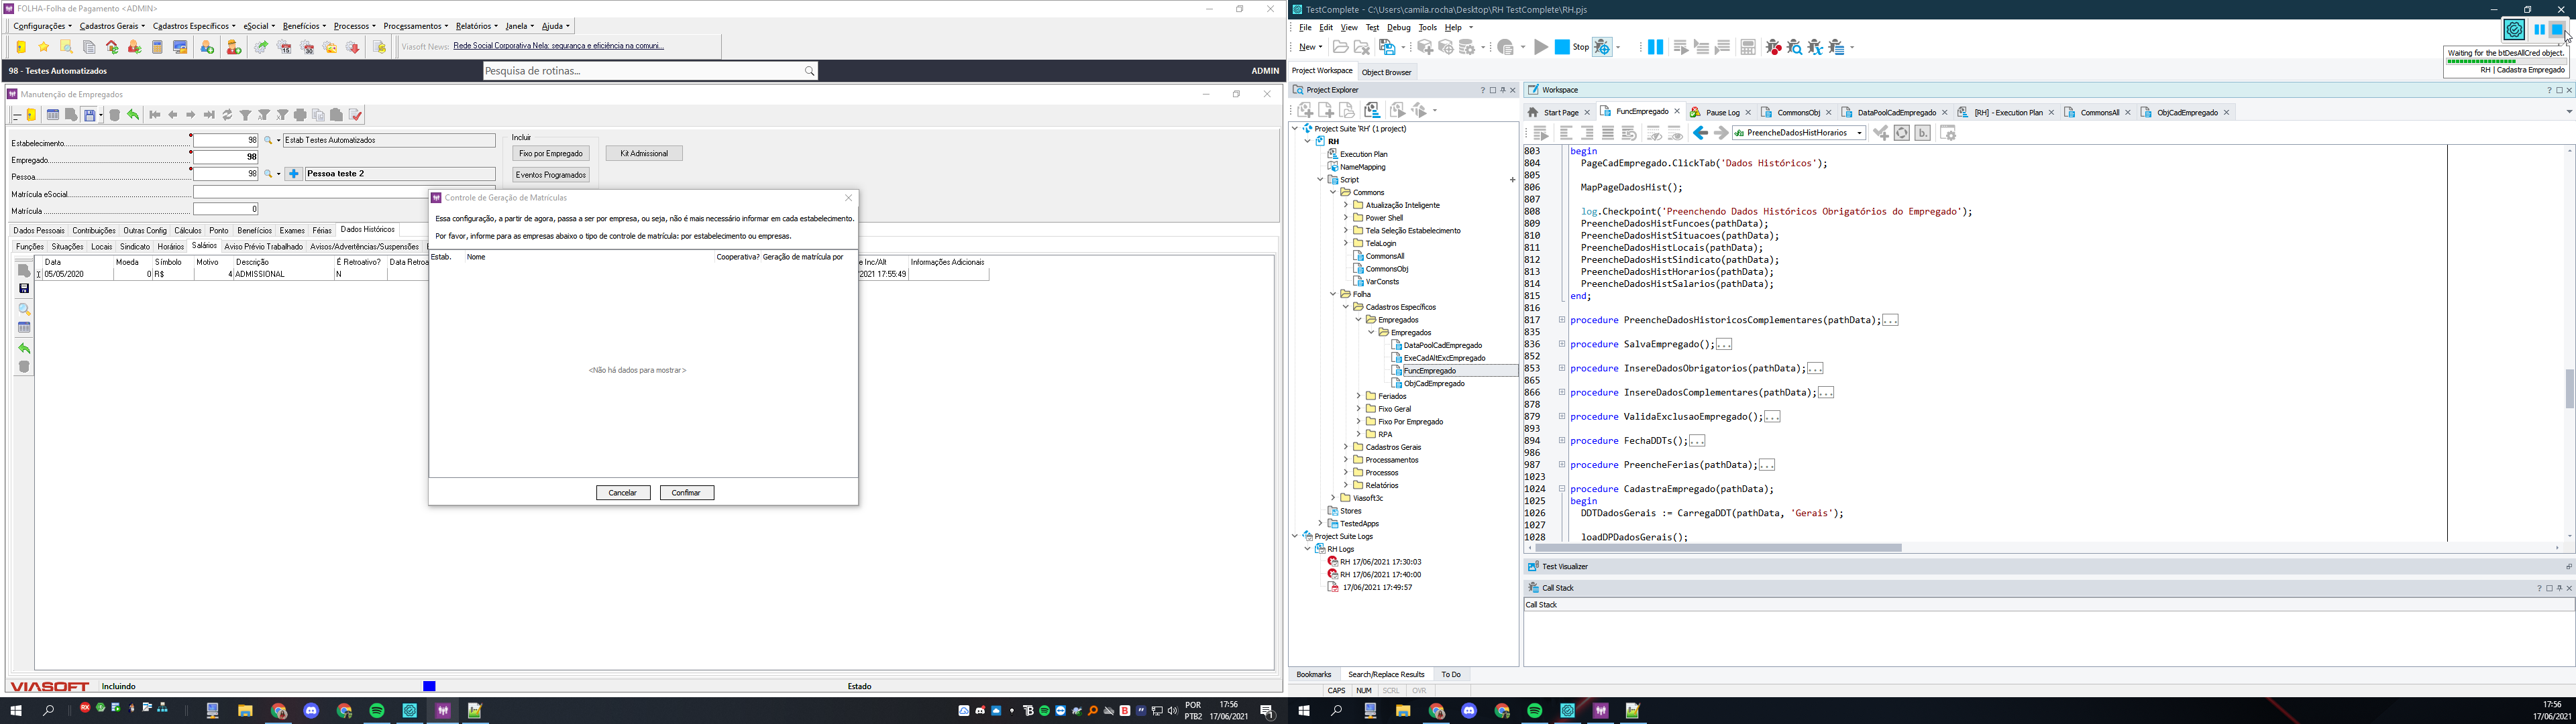 FOLHA-Folha de Pagamento <ADMIN>
Configurações Cadastros Gerais Cadastros Específicos eSocial Benefícios Processos Processamentos Relatórios Janela Ajuda
Viasoft News: Rede Social Corporativa Nela: segurança e eficiência na comuni...
98 - Testes Automatizados
Pesquisa de rotinas...
ADMIN
Manutenção de Empregados
Estabelecimento 98 Estab Testes Automatizados
Empregado 98
Pessoa 98 Pessoa teste 2
Matrícula eSocial
Matrícula 0
Incluir
Fixo por Empregado
Kit Admissional
Eventos Programados
Dados Pessoais Contribuições Outras Config Cálculos Ponto Benefícios Exames Férias Dados Históricos
Funções Situações Locais Sindicato Horários Salários Aviso Prévio Trabalhado Avisos/Advertências/Suspensões
Data Moeda Símbolo Motivo Descrição É Retroativo? Data Retroa
05/05/2020 0 R$ 4 ADMISSIONAL N
e Inc/Alt Informações Adicionais
/2021 17:55:49
Controle de Geração de Matrículas
Essa configuração, a partir de agora, passa a ser por empresa, ou seja, não é mais necessário informar em cada estabelecimento.
Por favor, informe para as empresas abaixo o tipo de controle de matrícula: por estabelecimento ou empresas.
Estab. Nome Cooperativa? Geração de matrícula por
<Não há dados para mostrar>
Cancelar
Confirmar
VIASOFT
Incluindo
Estado
POR
PTB2
17:56
17/06/2021
TestComplete - C:\Users\camila.rocha\Desktop\RH TestComplete\RH.pjs
File Edit View Test Debug Tools Help
New
Stop
Waiting for the btDesAllCred object.
RH | Cadastra Empregado
Project Workspace Object Browser
Project Explorer
Project Suite 'RH' (1 project)
RH
Execution Plan
NameMapping
Script
Commons
Atualização Inteligente
Power Shell
Tela Seleção Estabelecimento
TelaLogin
CommonsAll
CommonsObj
VarConsts
Folha
Cadastros Específicos
Empregados
Empregados
DataPoolCadEmpregado
ExeCadAltExcEmpregado
FuncEmpregado
ObjCadEmpregado
Feriados
Fixo Geral
Fixo Por Empregado
RPA
Cadastros Gerais
Processamentos
Processos
Relatórios
Viasoft3c
Stores
TestedApps
Project Suite Logs
RH Logs
RH 17/06/2021 17:30:03
RH 17/06/2021 17:40:00
17/06/2021 17:49:57
Bookmarks Search/Replace Results To Do
CAPS NUM SCRL OVR
Workspace
Start Page FuncEmpregado Pause Log CommonsObj DataPoolCadEmpregado [RH] - Execution Plan CommonsAll ObjCadEmpregado
PreencheDadosHistHorarios
803 begin
804 PageCadEmpregado.ClickTab('Dados Históricos');
805
806 MapPageDadosHist();
807
808 log.Checkpoint('Preenchendo Dados Históricos Obrigatórios do Empregado');
809 PreencheDadosHistFuncoes(pathData);
810 PreencheDadosHistSituacoes(pathData);
811 PreencheDadosHistLocais(pathData);
812 PreencheDadosHistSindicato(pathData);
813 PreencheDadosHistHorarios(pathData);
814 PreencheDadosHistSalarios(pathData);
815 end;
816
817 procedure PreencheDadosHistoricosComplementares(pathData);...
835
836 procedure SalvaEmpregado();...
852
853 procedure InsereDadosObrigatorios(pathData);...
865
866 procedure InsereDadosComplementares(pathData);...
878
879 procedure ValidaExclusaoEmpregado();...
893
894 procedure FechaDDTs();...
986
987 procedure PreencheFerias(pathData);...
1023
1024 procedure CadastraEmpregado(pathData);
1025 begin
1026 DDTDadosGerais := CarregaDDT(pathData, 'Gerais');
1027
1028 loadDPDadosGerais();
Test Visualizer
Call Stack
Call Stack
17:56
17/06/2021